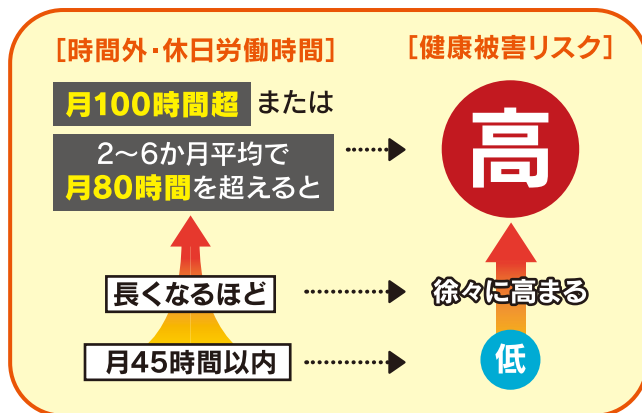 ［時間外・休日労働時間］
［健康被害リスク］
月100時間超 または
2〜6か月平均で
月80時間を超えると
高
長くなるほど
徐々に高まる
月45時間以内
低